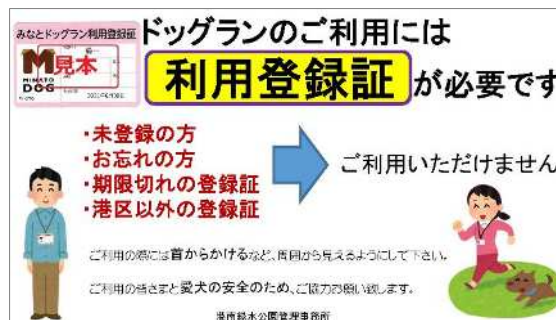 みなとドッグラン利用登録証
見本
MINATO
DOG
ドッグランのご利用には
利用登録証が必要です
・未登録の方
・お忘れの方
・期限切れの登録証
・港区以外の登録証
ご利用いただけません
ご利用の際には首からかけるなど、周囲から見えるようにして下さい。
ご利用の皆さまと愛犬の安全のため、ご協力お願い致します。
港南緑水公園管理事務所